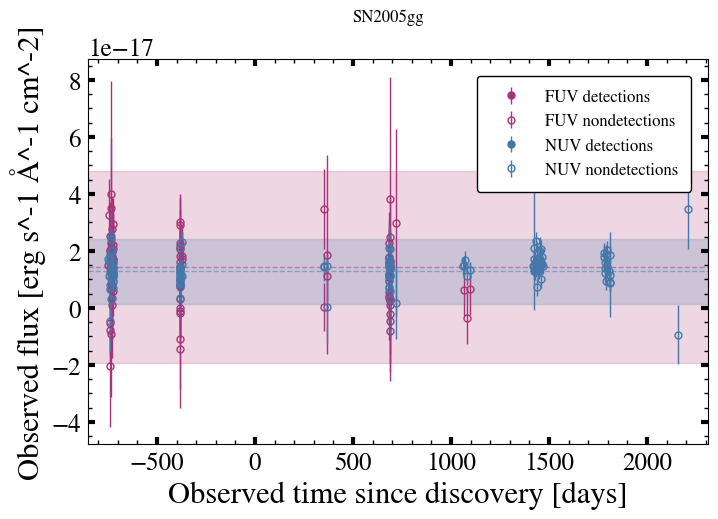 SN2005gg
1e−17
Observed flux [erg s^-1 Å^-1 cm^-2]
8
6
4
2
0
−2
−4
FUV detections
FUV nondetections
NUV detections
NUV nondetections
−500 0 500 1000 1500 2000
Observed time since discovery [days]